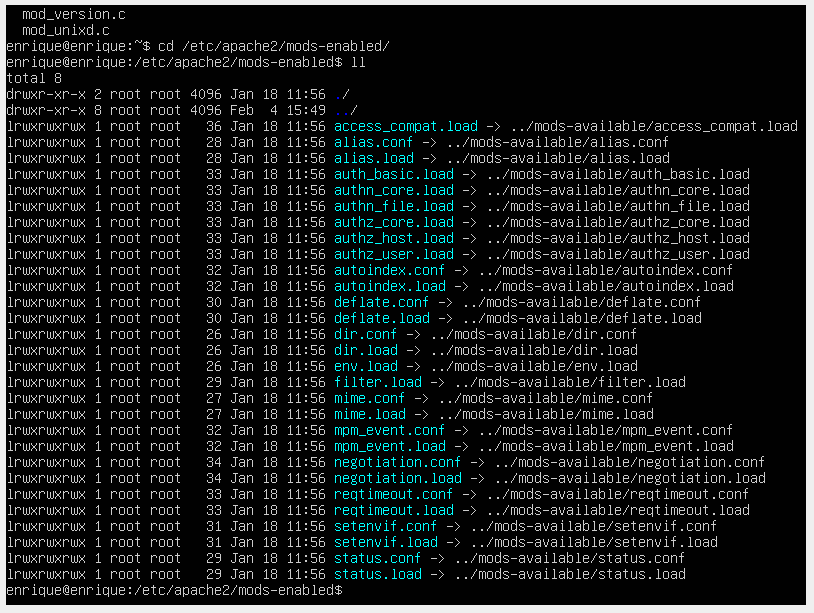 mod_version.c
mod_unixd.c
enrique@enrique:~$ cd /etc/apache2/mods-enabled/
enrique@enrique:/etc/apache2/mods-enabled$ ll
total 8
drwxr-xr-x 2 root root 4096 Jan 18 11:56 ./
drwxr-xr-x 8 root root 4096 Feb  4 15:49 ../
lrwxrwxrwx 1 root root   36 Jan 18 11:56 access_compat.load -> ../mods-available/access_compat.load
lrwxrwxrwx 1 root root   28 Jan 18 11:56 alias.conf -> ../mods-available/alias.conf
lrwxrwxrwx 1 root root   28 Jan 18 11:56 alias.load -> ../mods-available/alias.load
lrwxrwxrwx 1 root root   33 Jan 18 11:56 auth_basic.load -> ../mods-available/auth_basic.load
lrwxrwxrwx 1 root root   33 Jan 18 11:56 authn_core.load -> ../mods-available/authn_core.load
lrwxrwxrwx 1 root root   33 Jan 18 11:56 authn_file.load -> ../mods-available/authn_file.load
lrwxrwxrwx 1 root root   33 Jan 18 11:56 authz_core.load -> ../mods-available/authz_core.load
lrwxrwxrwx 1 root root   33 Jan 18 11:56 authz_host.load -> ../mods-available/authz_host.load
lrwxrwxrwx 1 root root   33 Jan 18 11:56 authz_user.load -> ../mods-available/authz_user.load
lrwxrwxrwx 1 root root   32 Jan 18 11:56 autoindex.conf -> ../mods-available/autoindex.conf
lrwxrwxrwx 1 root root   32 Jan 18 11:56 autoindex.load -> ../mods-available/autoindex.load
lrwxrwxrwx 1 root root   30 Jan 18 11:56 deflate.conf -> ../mods-available/deflate.conf
lrwxrwxrwx 1 root root   30 Jan 18 11:56 deflate.load -> ../mods-available/deflate.load
lrwxrwxrwx 1 root root   26 Jan 18 11:56 dir.conf -> ../mods-available/dir.conf
lrwxrwxrwx 1 root root   26 Jan 18 11:56 dir.load -> ../mods-available/dir.load
lrwxrwxrwx 1 root root   26 Jan 18 11:56 env.load -> ../mods-available/env.load
lrwxrwxrwx 1 root root   29 Jan 18 11:56 filter.load -> ../mods-available/filter.load
lrwxrwxrwx 1 root root   27 Jan 18 11:56 mime.conf -> ../mods-available/mime.conf
lrwxrwxrwx 1 root root   27 Jan 18 11:56 mime.load -> ../mods-available/mime.load
lrwxrwxrwx 1 root root   32 Jan 18 11:56 mpm_event.conf -> ../mods-available/mpm_event.conf
lrwxrwxrwx 1 root root   32 Jan 18 11:56 mpm_event.load -> ../mods-available/mpm_event.load
lrwxrwxrwx 1 root root   34 Jan 18 11:56 negotiation.conf -> ../mods-available/negotiation.conf
lrwxrwxrwx 1 root root   34 Jan 18 11:56 negotiation.load -> ../mods-available/negotiation.load
lrwxrwxrwx 1 root root   33 Jan 18 11:56 reqtimeout.conf -> ../mods-available/reqtimeout.conf
lrwxrwxrwx 1 root root   33 Jan 18 11:56 reqtimeout.load -> ../mods-available/reqtimeout.load
lrwxrwxrwx 1 root root   31 Jan 18 11:56 setenvif.conf -> ../mods-available/setenvif.conf
lrwxrwxrwx 1 root root   31 Jan 18 11:56 setenvif.load -> ../mods-available/setenvif.load
lrwxrwxrwx 1 root root   29 Jan 18 11:56 status.conf -> ../mods-available/status.conf
lrwxrwxrwx 1 root root   29 Jan 18 11:56 status.load -> ../mods-available/status.load
enrique@enrique:/etc/apache2/mods-enabled$